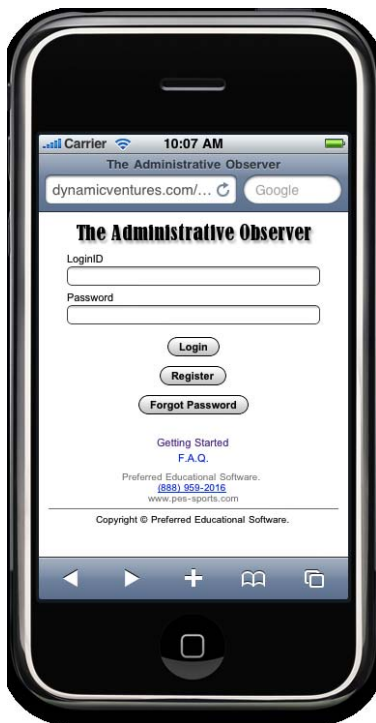 Carrier 10:07 AM
The Administrative Observer
dynamicventures.com/... Google
The Administrative Observer
LoginID
Password
Login
Register
Forgot Password
Getting Started
F.A.Q.
Preferred Educational Software.
(888) 959-2016
www.pes-sports.com
Copyright © Preferred Educational Software.